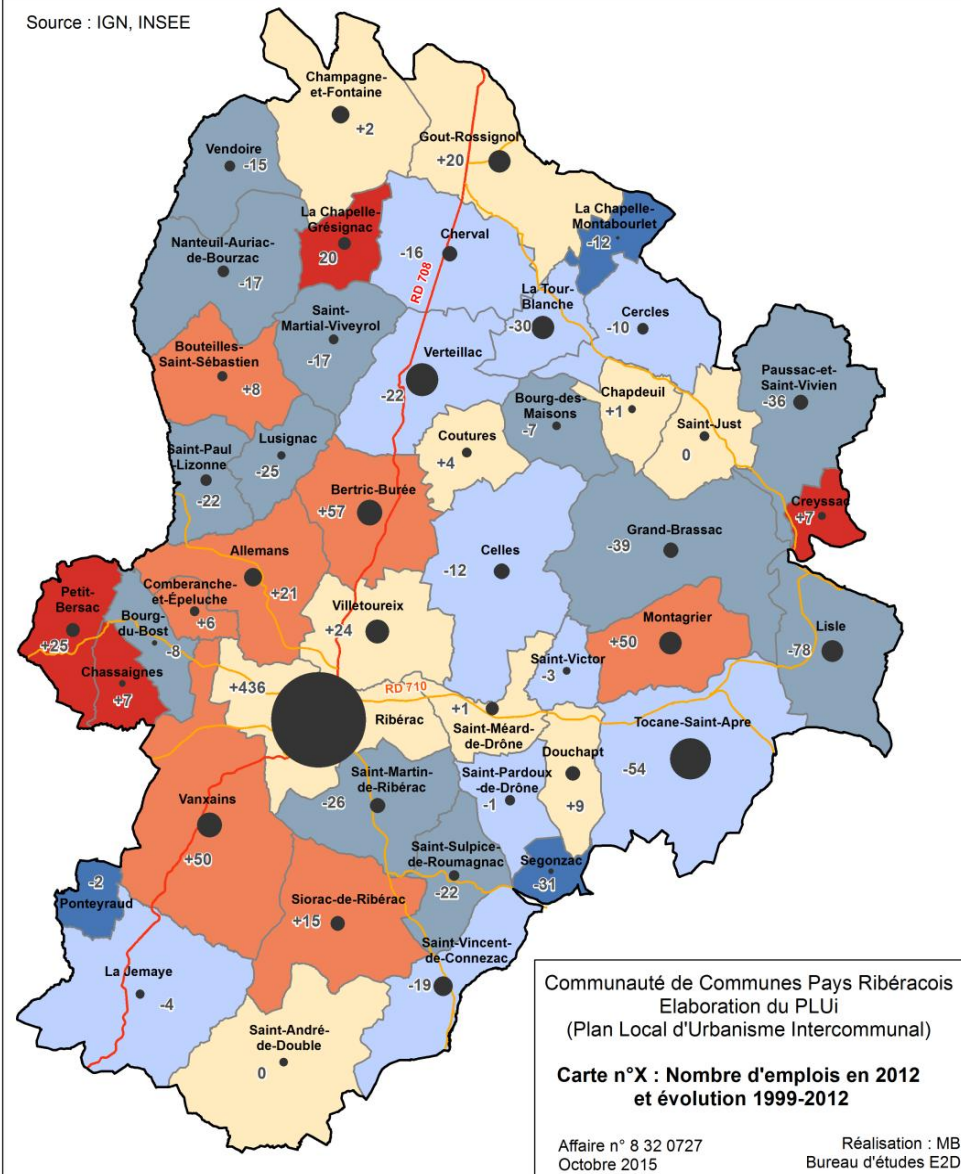 Source : IGN, INSEE
Champagne-
et-Fontaine
+2
Gout-Rossignol
+20
Vendoire
-15
La Chapelle-
Grésignac
20
La Chapelle-
Montabourlet
-12
Nanteuil-Auriac-
de-Bourzac
-17
Cherval
-16
RD 708
La Tour-
Blanche
-30
Cercles
-10
Saint-
Martial-Viveyrol
-17
Verteillac
-22
Bouteilles-
Saint-Sébastien
+8
Paussac-et-
Saint-Vivien
-36
Bourg-des-
Maisons
-7
Chapdeuil
+1
Saint-Just
0
Coutures
+4
Saint-Paul
-Lizonne
-22
Lusignac
-25
Bertric-Burée
+57
Creyssac
+7
Grand-Brassac
-39
Celles
-12
Allemans
+21
Petit-
Bersac
+25
Comberanche-
et-Épeluche
+6
Bourg-
du-Bost
-8
Villetoureix
+24
Montagrier
+50
Lisle
-78
Chassaignes
+7
Saint-Victor
-3
+436
Ribérac
RD 710
+1
Saint-Méard-
de-Drône
Tocane-Saint-Apre
-54
Douchapt
+9
Saint-Martin-
de-Ribérac
-26
Saint-Pardoux
-de-Drône
-1
Vanxains
+50
Saint-Sulpice-
de-Roumagnac
-22
Segonzac
-31
-2
Ponteyraud
Siorac-de-Ribérac
+15
Saint-Vincent-
de-Connezac
-19
La Jemaye
-4
Saint-André-
de-Double
0
Communauté de Communes Pays Ribéracois
Elaboration du PLUi
(Plan Local d'Urbanisme Intercommunal)
Carte n°X : Nombre d'emplois en 2012
et évolution 1999-2012
Affaire n° 8 32 0727
Octobre 2015
Réalisation : MB
Bureau d'études E2D